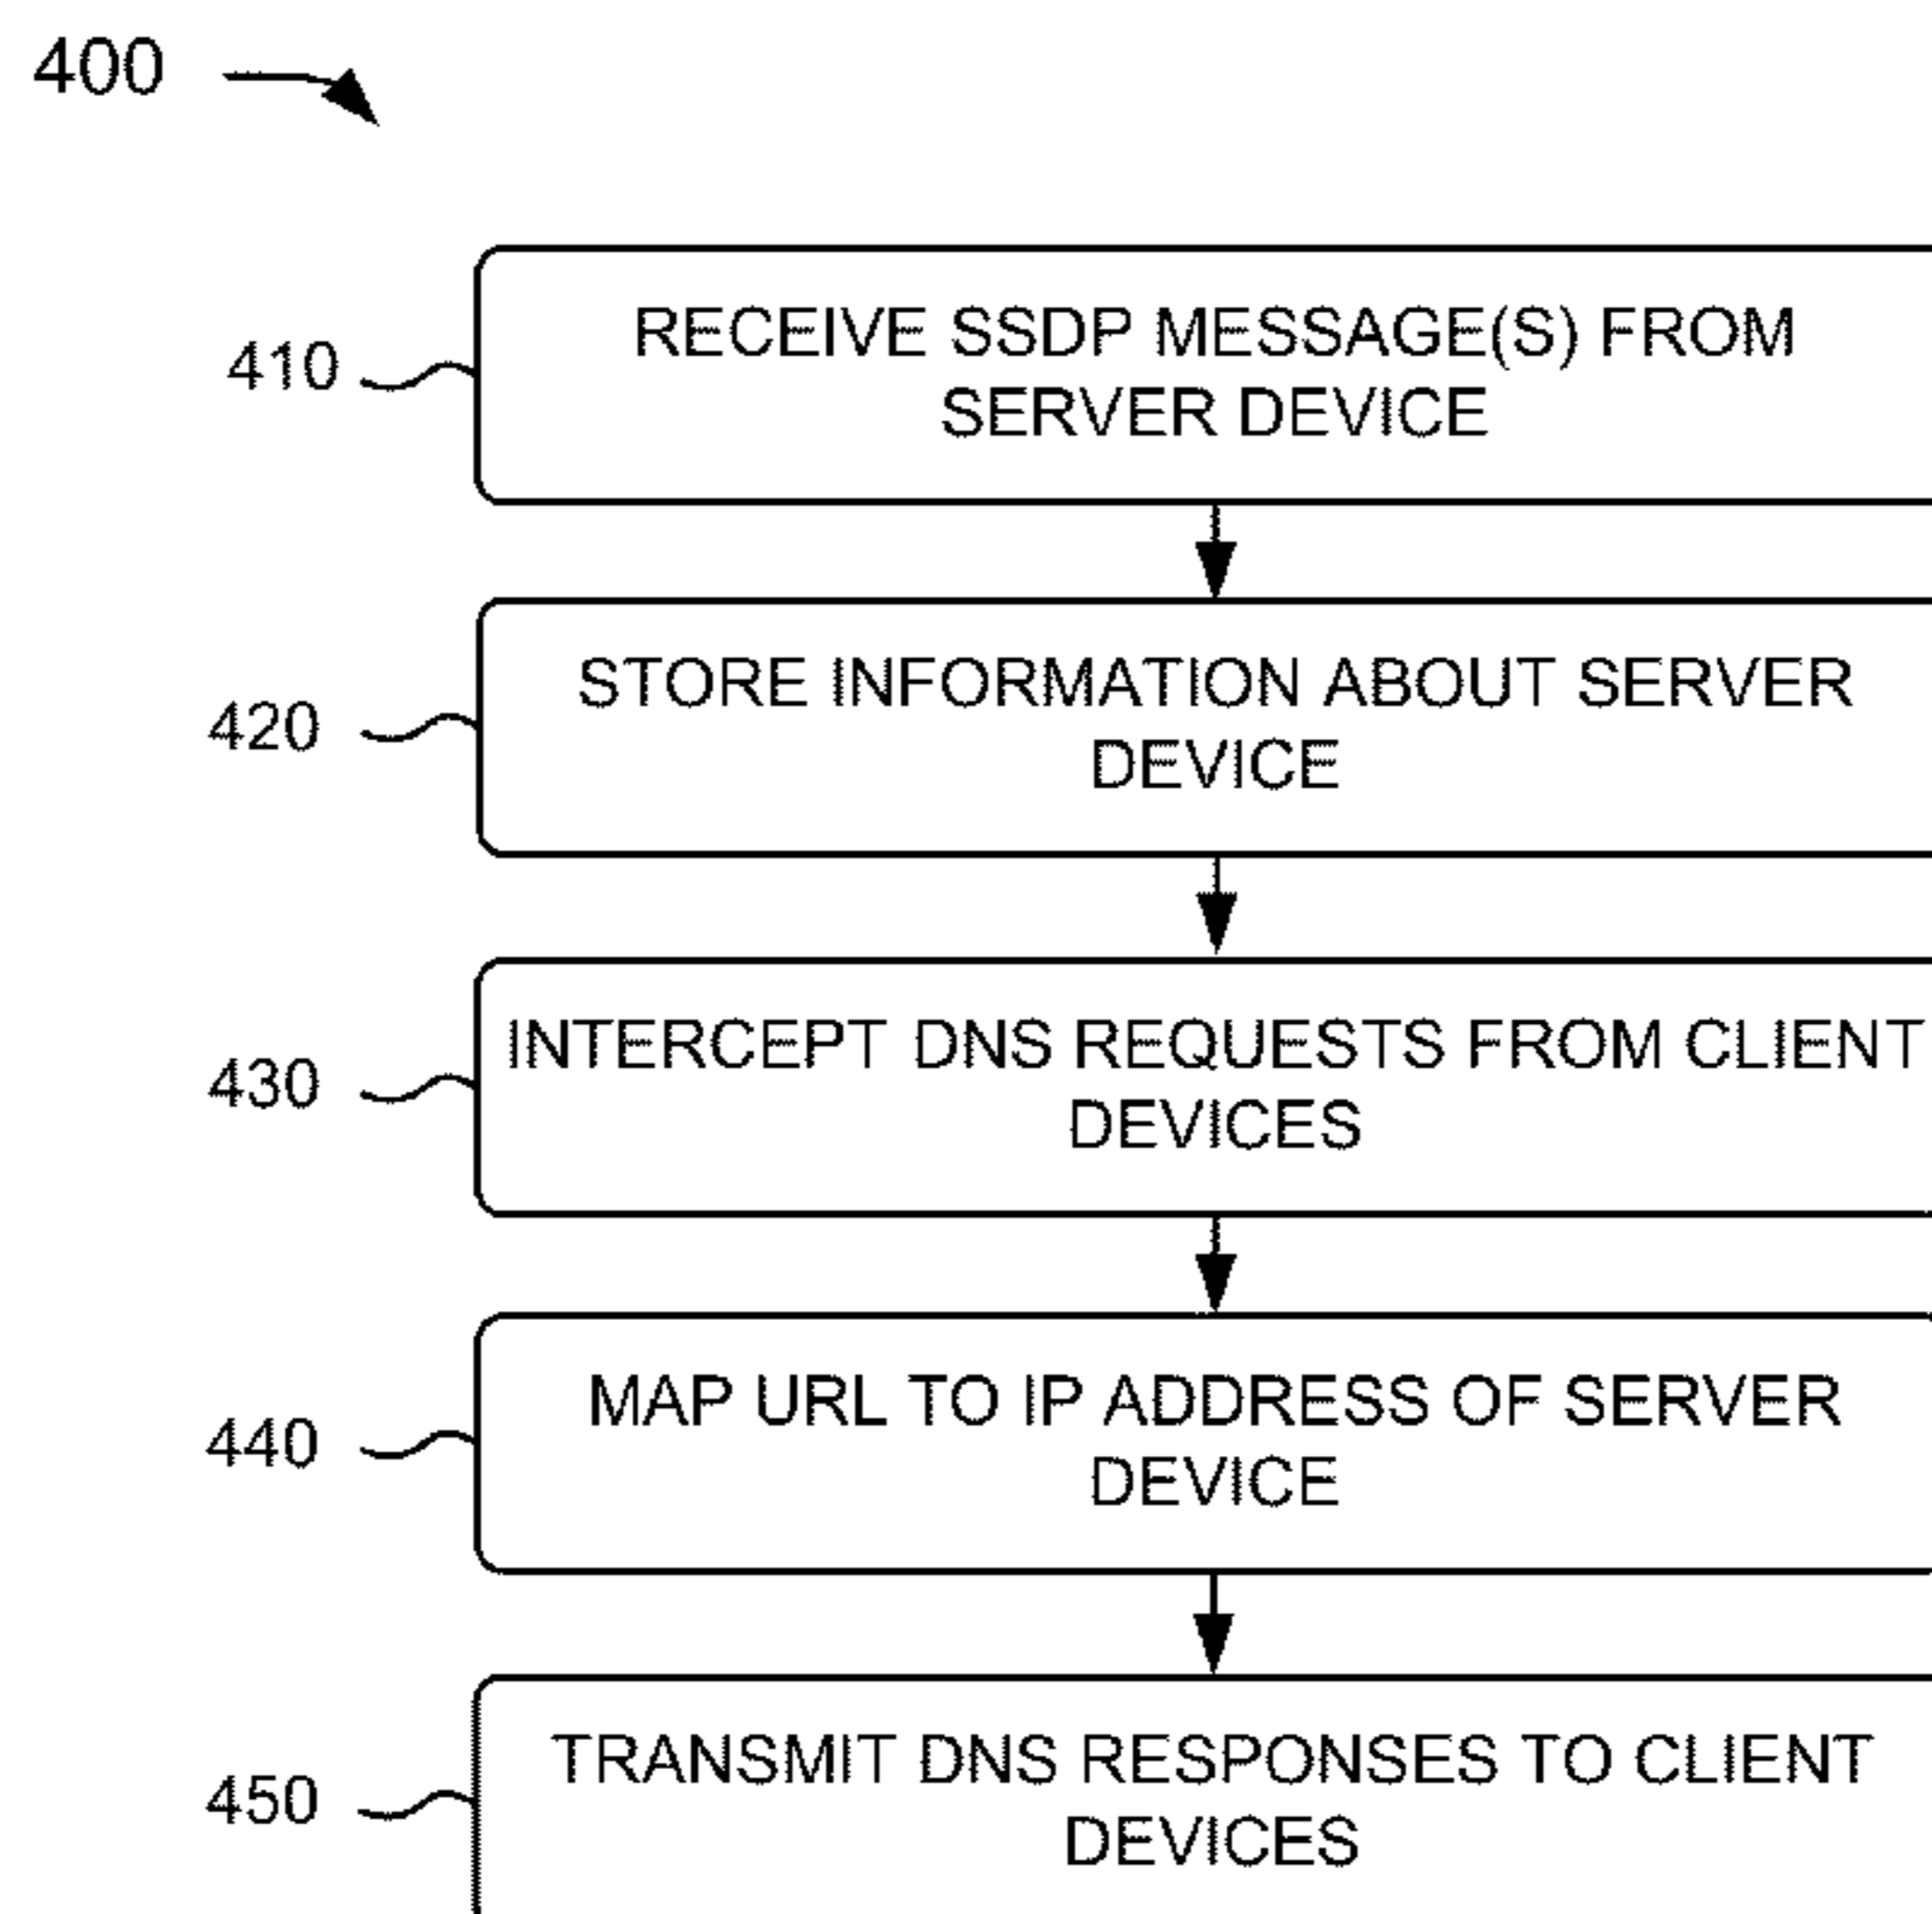 400
410
RECEIVE SSDP MESSAGE(S) FROM
SERVER DEVICE
420
STORE INFORMATION ABOUT SERVER
DEVICE
430
INTERCEPT DNS REQUESTS FROM CLIENT
DEVICES
440
MAP URL TO IP ADDRESS OF SERVER
DEVICE
450
TRANSMIT DNS RESPONSES TO CLIENT
DEVICES